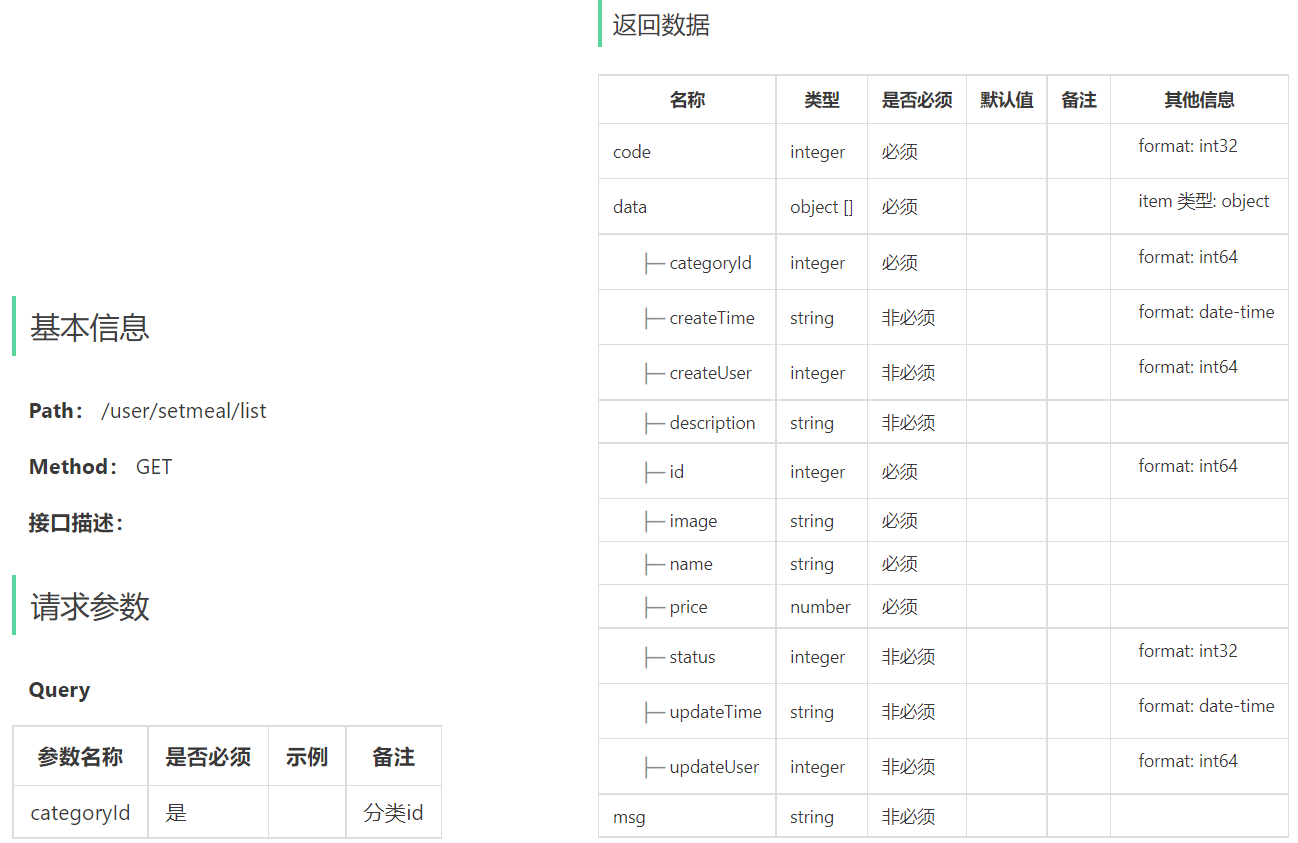 基本信息
Path： /user/setmeal/list
Method： GET
接口描述：
请求参数
Query
参数名称 是否必须 示例 备注
categoryId 是 分类id
返回数据
名称 类型 是否必须 默认值 备注 其他信息
code integer 必须 format: int32
data object [] 必须 item 类型: object
├─ categoryId integer 必须 format: int64
├─ createTime string 非必须 format: date-time
├─ createUser integer 非必须 format: int64
├─ description string 非必须
├─ id integer 必须 format: int64
├─ image string 必须
├─ name string 必须
├─ price number 必须
├─ status integer 非必须 format: int32
├─ updateTime string 非必须 format: date-time
├─ updateUser integer 非必须 format: int64
msg string 非必须